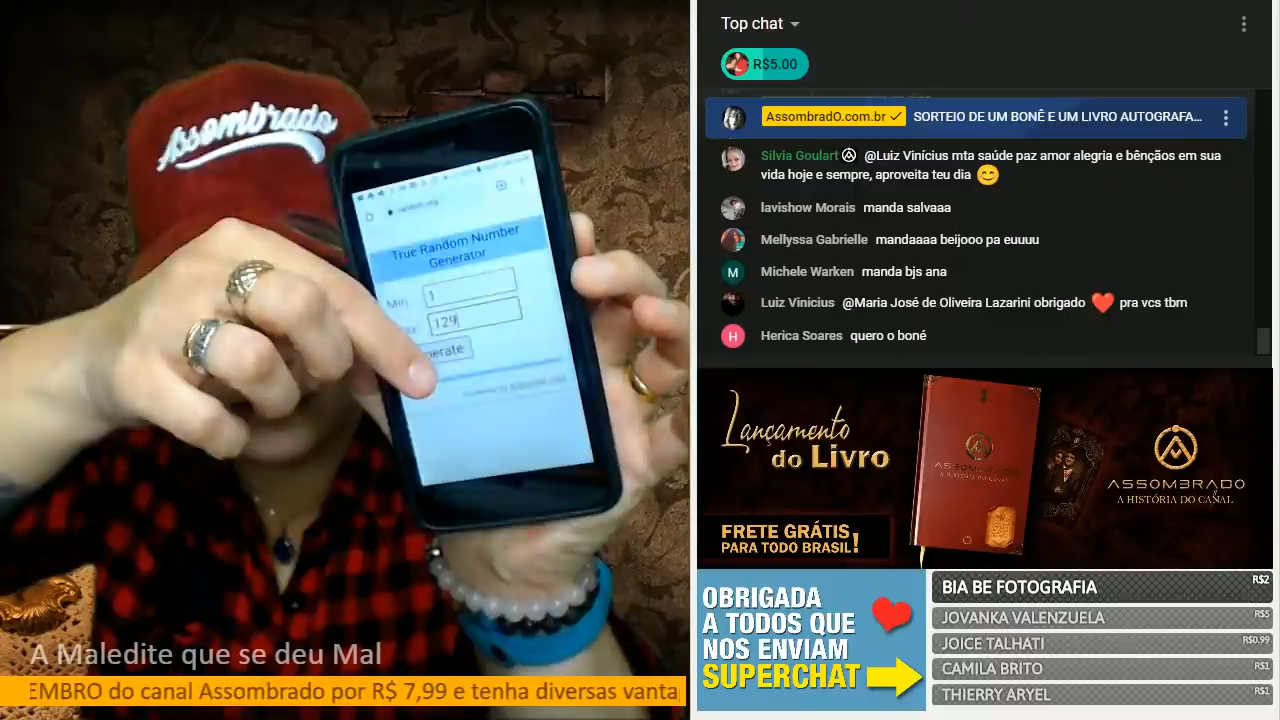 Assombrado
True Random Number
Generator
Min
1
129
A Maledite que se deu Mal
EMBRO do canal Assombrado por R$ 7,99 e tenha diversas vanta
Top chat
R$5.00
AssombradO.com.br SORTEIO DE UM BONÊ E UM LIVRO AUTOGRAFA...
Silvia Goulart @Luiz Vinícius mta saúde paz amor alegria e bênçãos em sua
vida hoje e sempre, aproveita teu dia 😊
lavishow Morais manda salvaaa
Mellyssa Gabrielle mandaaaa beijooo pa euuuu
M Michele Warken manda bjs ana
Luiz Vinicius @Maria José de Oliveira Lazarini obrigado ❤️ pra vcs tbm
H Herica Soares quero o boné
Lançamento
do Livro
FRETE GRÁTIS
PARA TODO BRASIL!
ASSOMBRADO
A HISTÓRIA DO CANAL
ASSOMBRADO
A HISTÓRIA DO CANAL
OBRIGADA
A TODOS QUE
NOS ENVIAM
SUPERCHAT
BIA BE FOTOGRAFIA R$2
JOVANKA VALENZUELA R$5
JOICE TALHATI R$0.99
CAMILA BRITO R$1
THIERRY ARYEL R$1